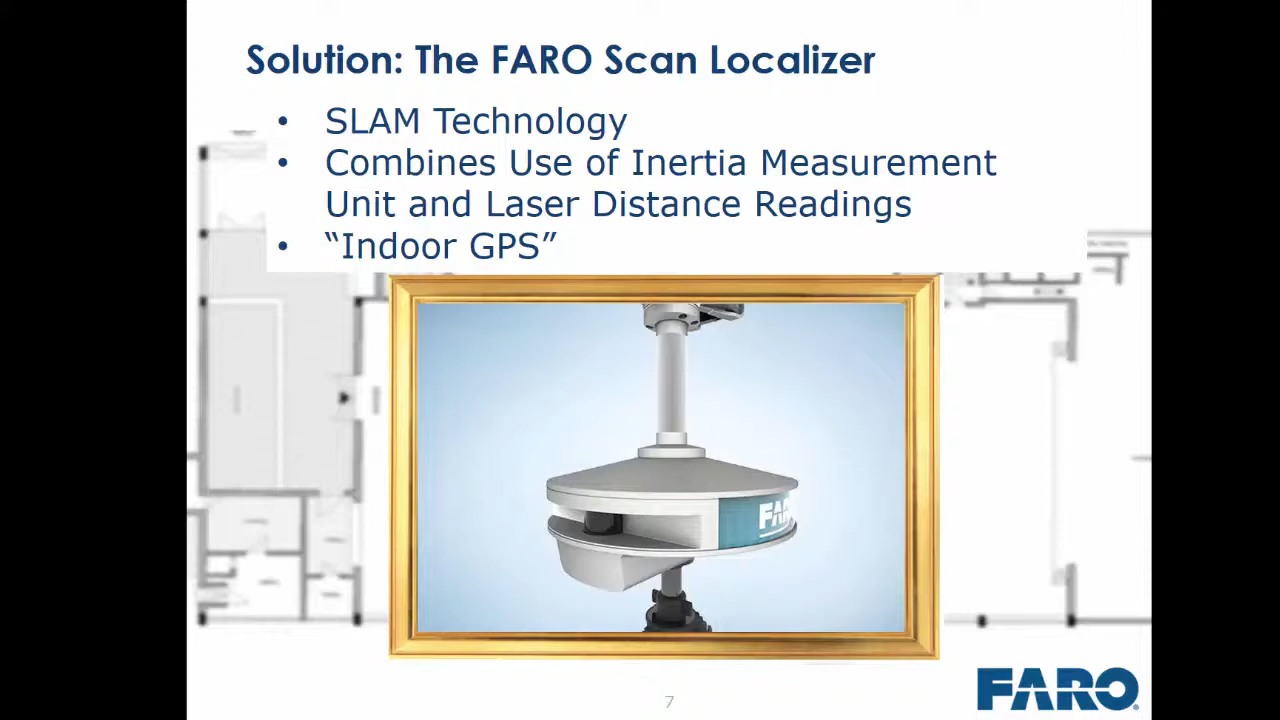 Solution: The FARO Scan Localizer
• SLAM Technology
• Combines Use of Inertia Measurement
Unit and Laser Distance Readings
• “Indoor GPS”
FARO
7
FARO